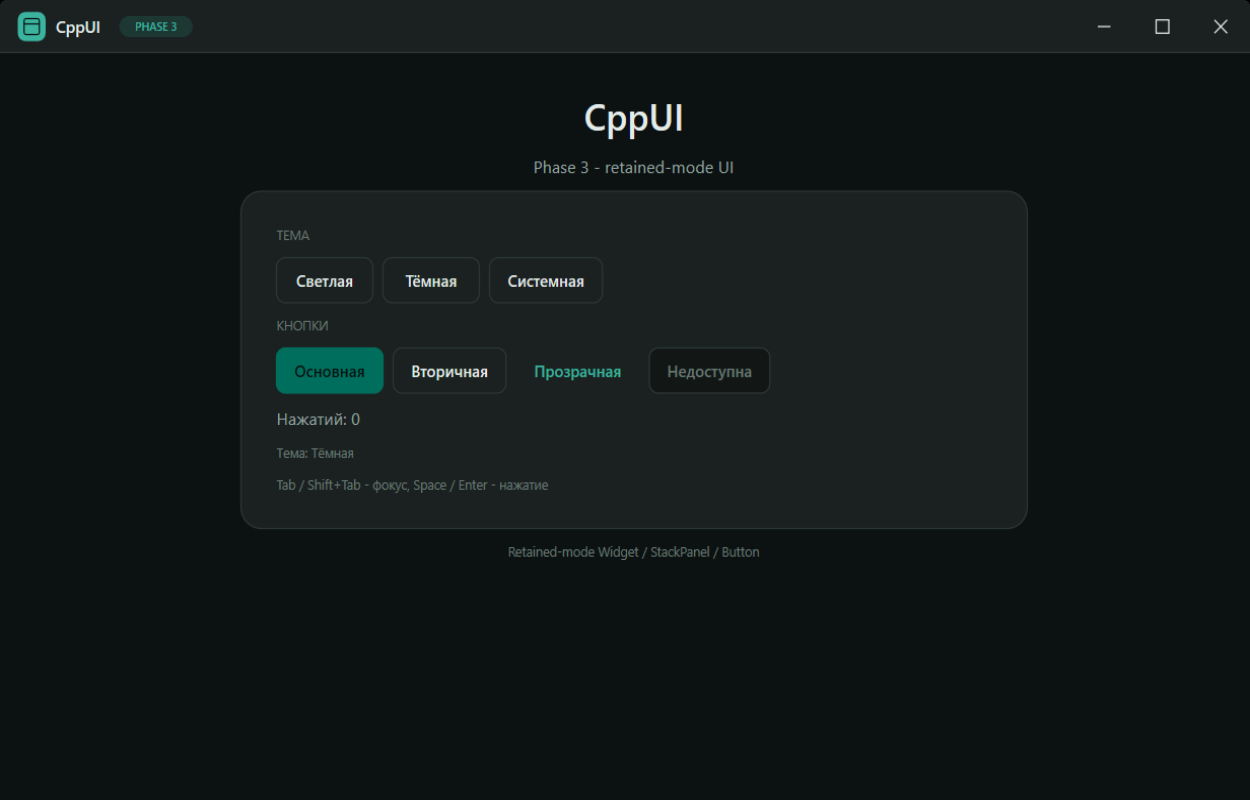 CppUI PHASE 3
CppUI
Phase 3 - retained-mode UI
ТЕМА
Светлая Тёмная Системная
КНОПКИ
Основная Вторичная Прозрачная Недоступна
Нажатий: 0
Тема: Тёмная
Tab / Shift+Tab - фокус, Space / Enter - нажатие
Retained-mode Widget / StackPanel / Button